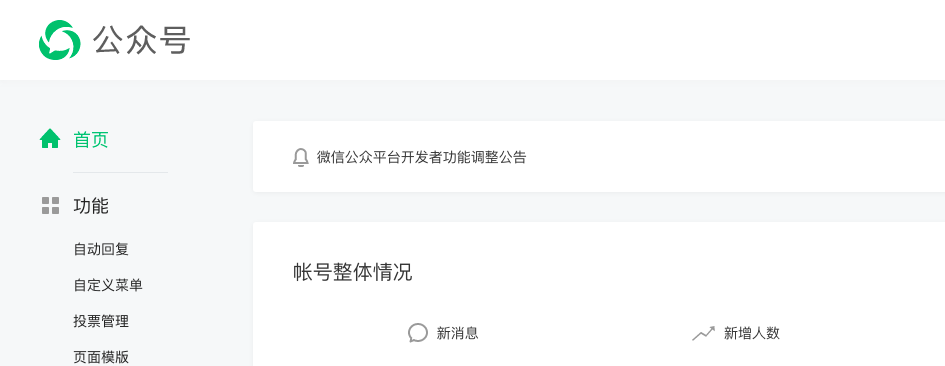 公众号
首页
微信公众平台开发者功能调整公告
功能
自动回复
帐号整体情况
自定义菜单
投票管理
新消息
新增人数
页面模版